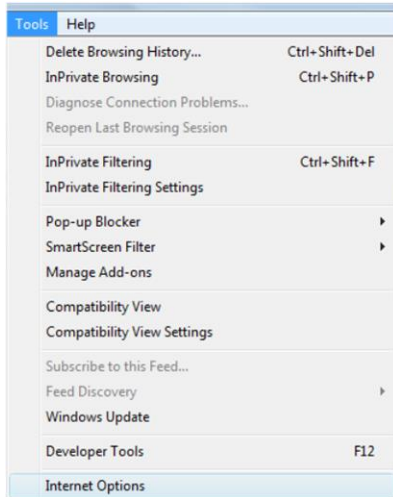 Tools Help
Delete Browsing History... Ctrl+Shift+Del
InPrivate Browsing Ctrl+Shift+P
Diagnose Connection Problems...
Reopen Last Browsing Session
InPrivate Filtering Ctrl+Shift+F
InPrivate Filtering Settings
Pop-up Blocker
SmartScreen Filter
Manage Add-ons
Compatibility View
Compatibility View Settings
Subscribe to this Feed...
Feed Discovery
Windows Update
Developer Tools F12
Internet Options